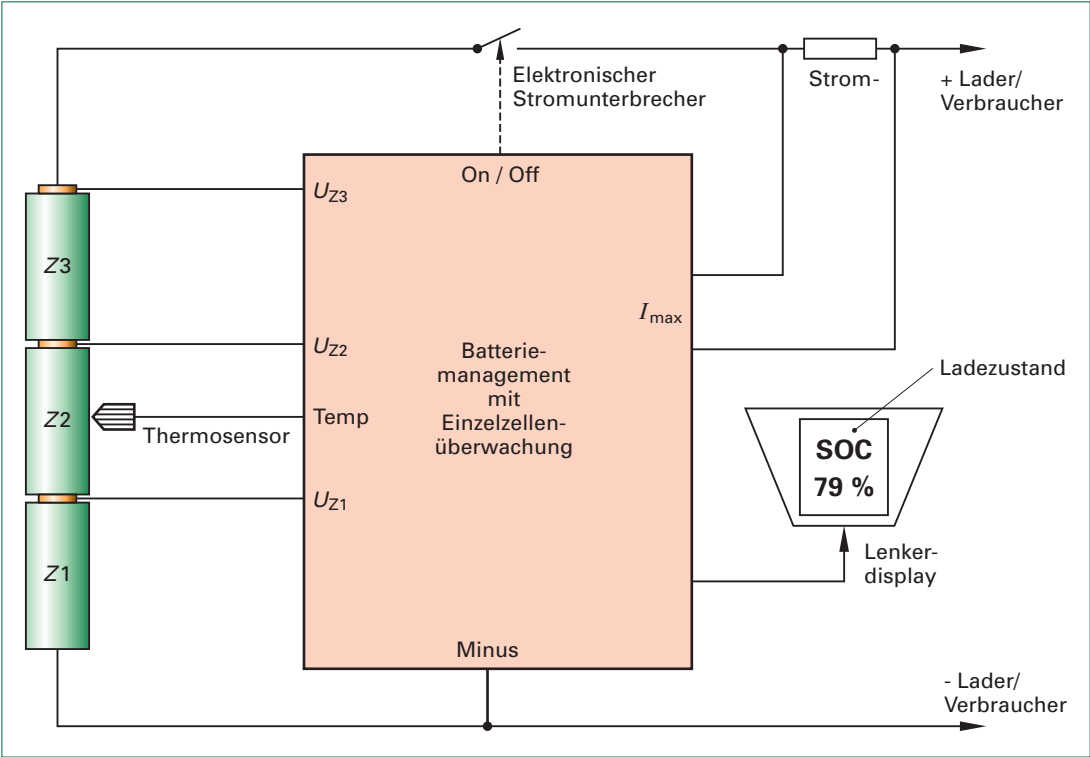 Elektronischer
Stromunterbrecher
Strom-
+ Lader/
Verbraucher
On / Off
UZ3
Z3
Imax
UZ2
Batterie-
management
mit
Einzelzellen-
überwachung
Ladezustand
Z2
Temp
Thermosensor
SOC
79 %
UZ1
Z1
Lenker-
display
Minus
- Lader/
Verbraucher